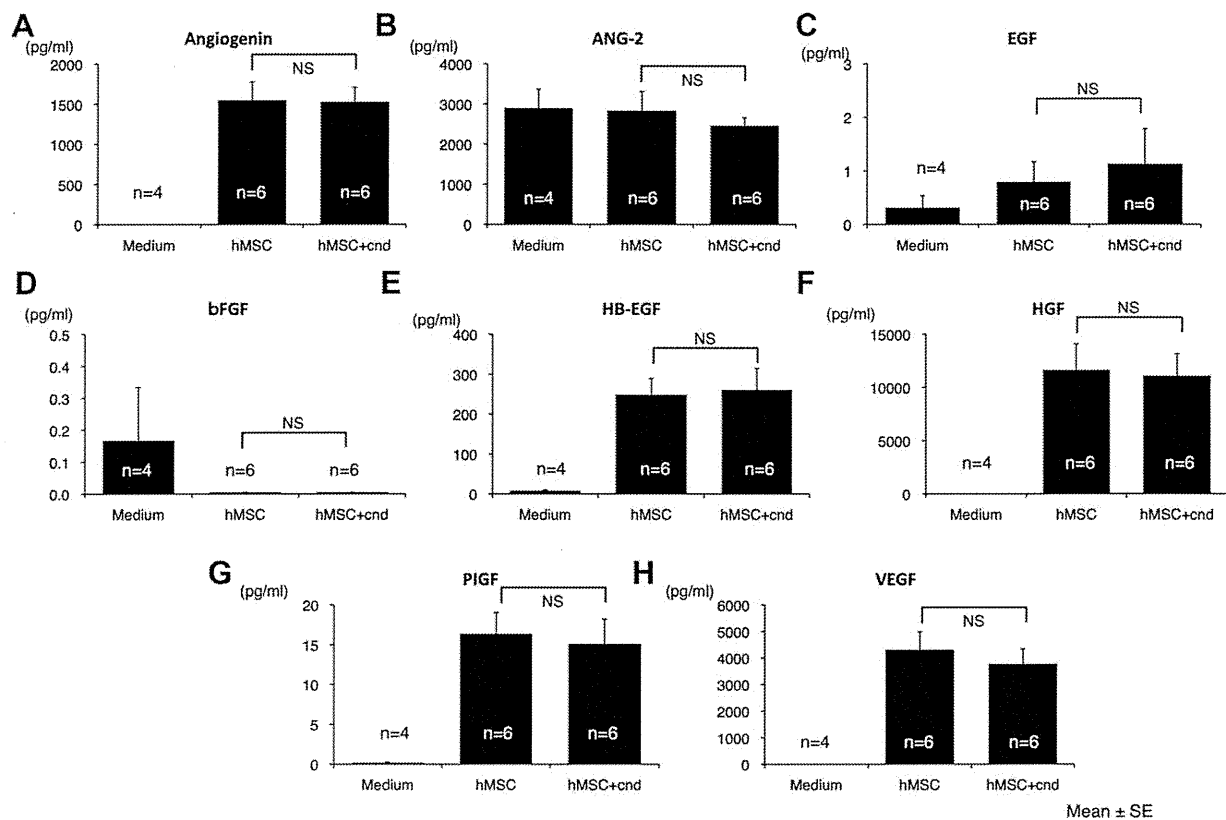 A
Angiogenin
(pg/ml)
2000
1500
1000
500
0
NS
n=4
n=6
n=6
Medium
hMSC
hMSC+cnd
B
ANG-2
(pg/ml)
4000
3000
2000
1000
0
NS
n=4
n=6
n=6
Medium
hMSC
hMSC+cnd
C
EGF
(pg/ml)
3
2
1
0
NS
n=4
n=6
n=6
Medium
hMSC
hMSC+cnd
D
bFGF
(pg/ml)
0.5
0.4
0.3
0.2
0.1
0.0
NS
n=4
n=6
n=6
Medium
hMSC
hMSC+cnd
E
HB-EGF
(pg/ml)
400
300
200
100
0
NS
n=4
n=6
n=6
Medium
hMSC
hMSC+cnd
F
HGF
(pg/ml)
15000
10000
5000
0
NS
n=4
n=6
n=6
Medium
hMSC
hMSC+cnd
G
PlGF
(pg/ml)
20
15
10
5
0
NS
n=4
n=6
n=6
Medium
hMSC
hMSC+cnd
H
VEGF
(pg/ml)
6000
5000
4000
3000
2000
1000
0
NS
n=4
n=6
n=6
Medium
hMSC
hMSC+cnd
Mean ± SE